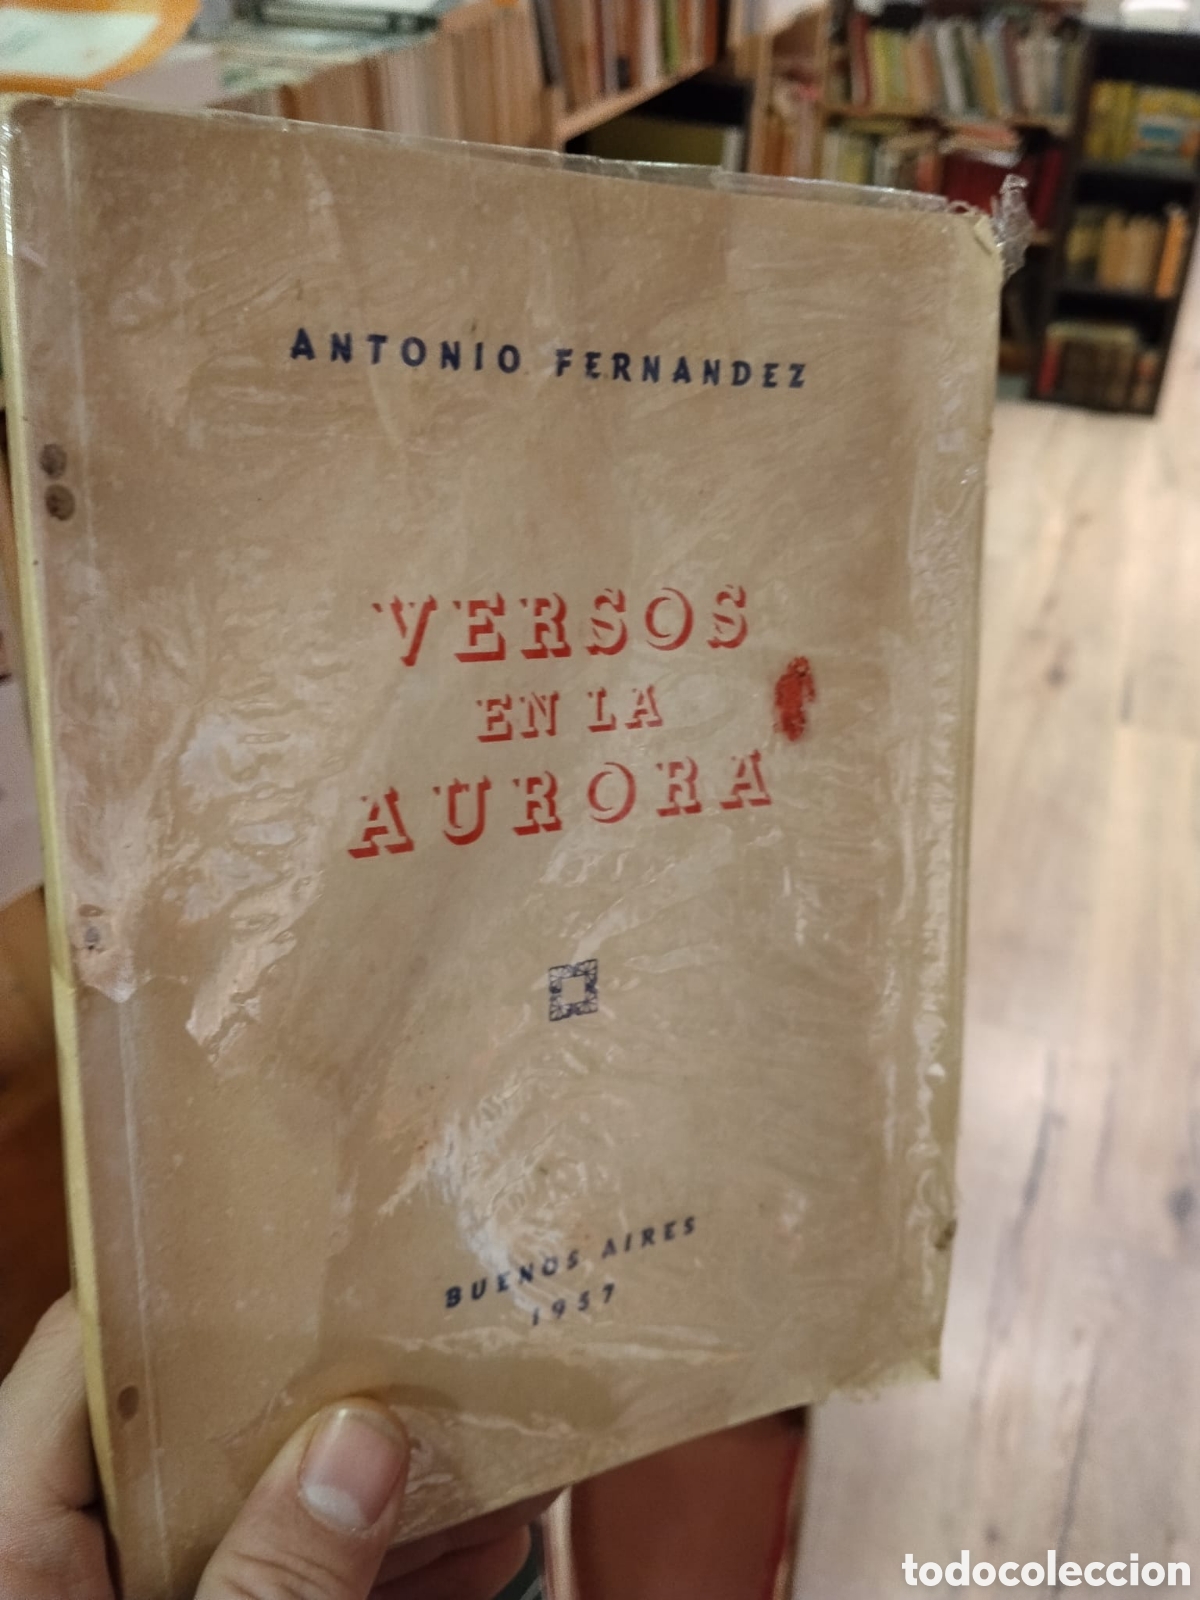 ANTONIO FERNANDEZ
VERSOS
EN LA
AURORA
BUENOS AIRES
1957
todocoleccion